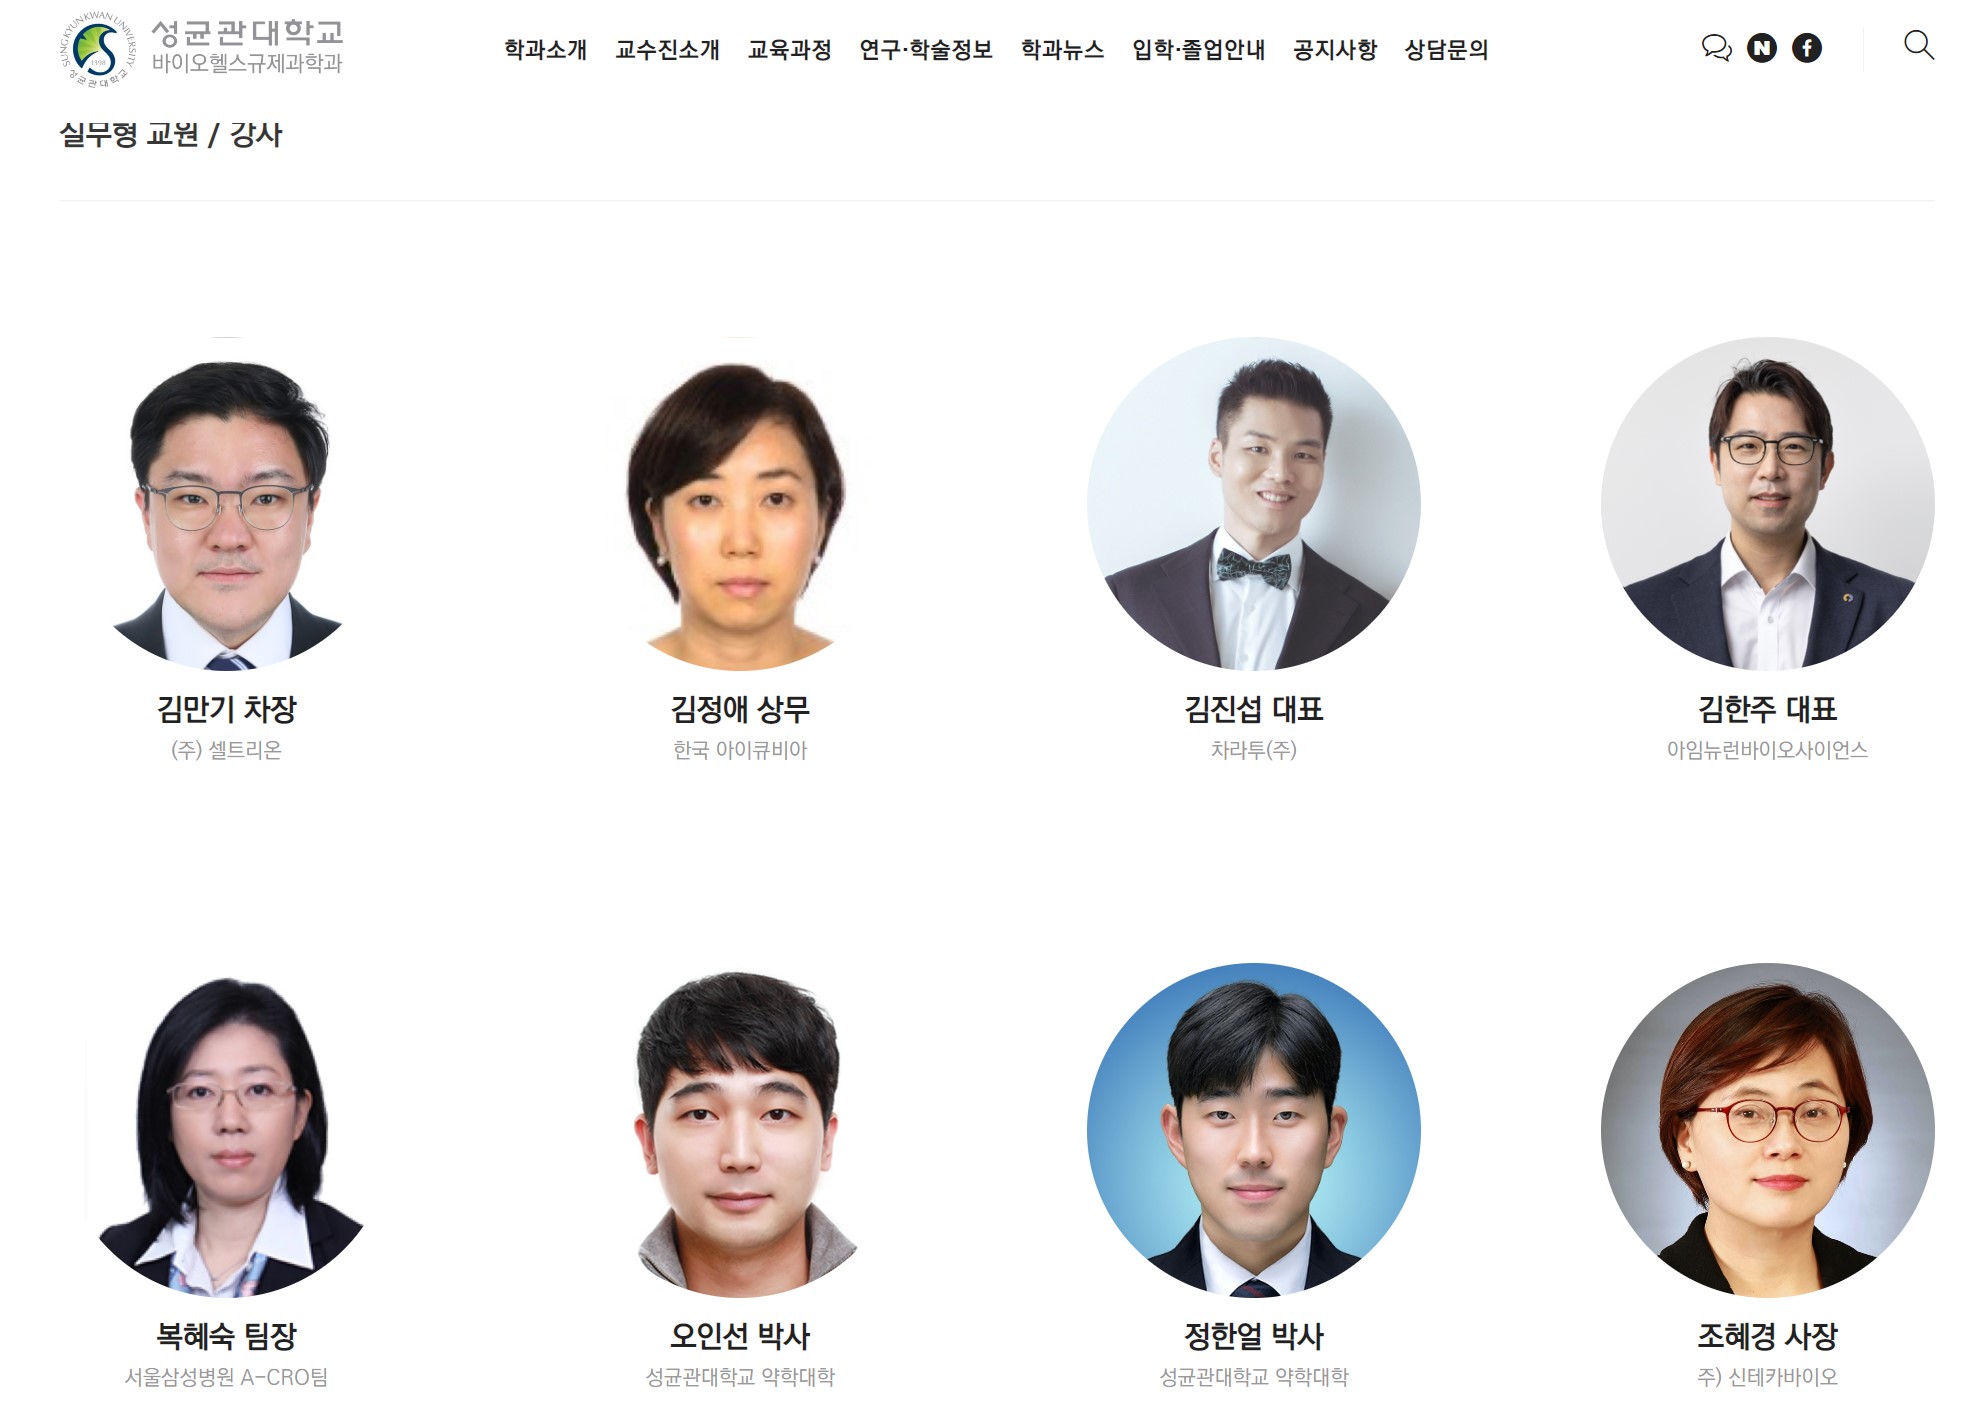 SUNGKYUNKWAN UNIVERSITY
1398
성균관대학교
성균관대학교
바이오헬스규제과학과
학과소개 교수진소개 교육과정 연구·학술정보 학과뉴스 입학·졸업안내 공지사항 상담문의
N f
실무형 교원 / 강사
김만기 차장 김정애 상무 김진섭 대표 김한주 대표
(주) 셀트리온 한국 아이큐비아 차라투(주) 아임뉴런바이오사이언스
복혜숙 팀장 오인선 박사 정한얼 박사 조혜경 사장
서울삼성병원 A-CRO팀 성균관대학교 약학대학 성균관대학교 약학대학 주) 신테카바이오